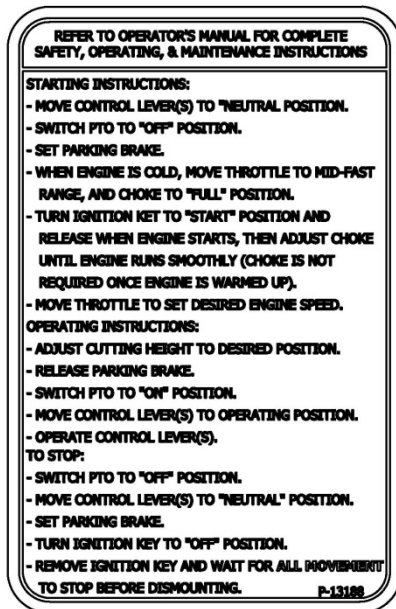 REFER TO OPERATOR'S MANUAL FOR COMPLETE
SAFETY, OPERATING, & MAINTENANCE INSTRUCTIONS
STARTING INSTRUCTIONS:
- MOVE CONTROL LEVER(S) TO "NEUTRAL POSITION.
- SWITCH PTO TO "OFF" POSITION.
- SET PARKING BRAKE.
- WHEN ENGINE IS COLD, MOVE THROTTLE TO MID-FAST
RANGE, AND CHOKE TO "FULL" POSITION.
- TURN IGNITION KET TO "START" POSITION AND
RELEASE WHEN ENGINE STARTS, THEN ADJUST CHOKE
UNTIL ENGINE RUNS SMOOTHLY (CHOKE IS NOT
REQUIRED ONCE ENGINE IS WARMED UP).
- MOVE THROTTLE TO SET DESIRED ENGINE SPEED.
OPERATING INSTRUCTIONS:
- ADJUST CUTTING HEIGHT TO DESIRED POSITION.
- RELEASE PARKING BRAKE.
- SWITCH PTO TO "ON" POSITION.
- MOVE CONTROL LEVER(S) TO OPERATING POSITION.
- OPERATE CONTROL LEVER(S).
TO STOP:
- SWITCH PTO TO "OFF" POSITION.
- MOVE CONTROL LEVER(S) TO "NEUTRAL" POSITION.
- SET PARKING BRAKE.
- TURN IGNITION KEY TO "OFF" POSITION.
- REMOVE IGNITION KEY AND WAIT FOR ALL MOVEMENT
TO STOP BEFORE DISMOUNTING. P-13188